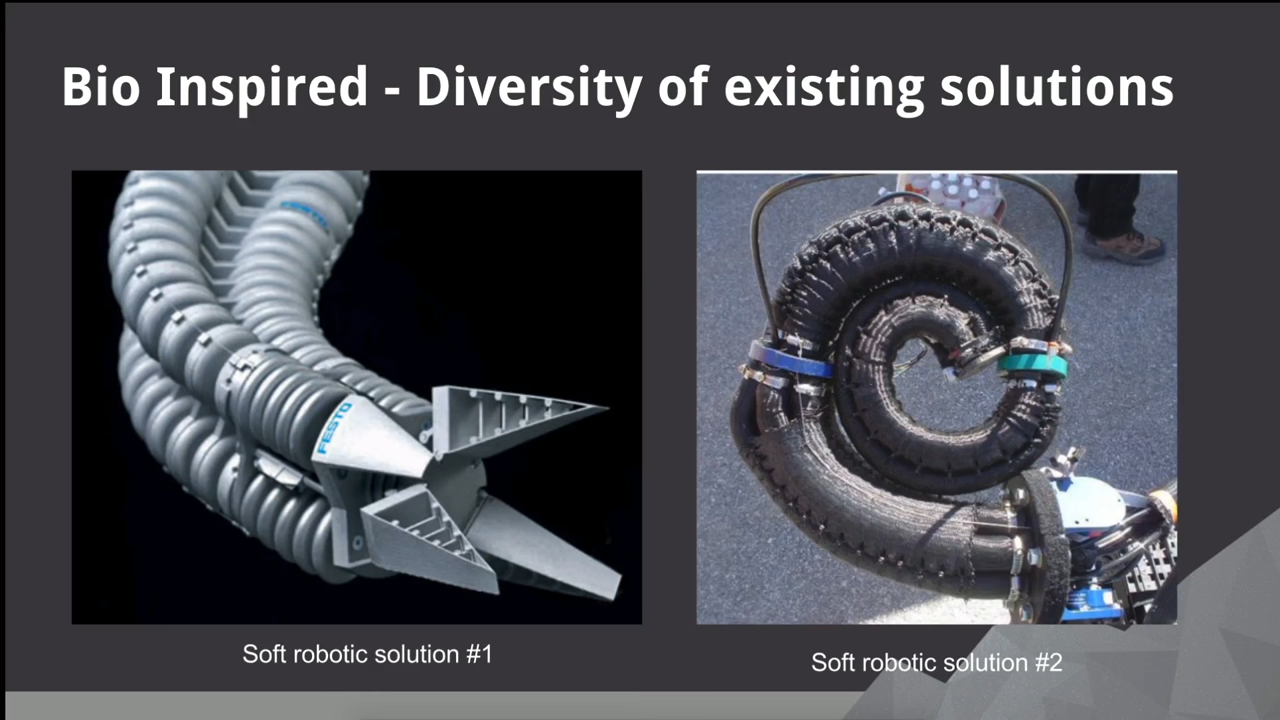 Bio Inspired - Diversity of existing solutions
FESTO
FESTO
Soft robotic solution #1
Soft robotic solution #2